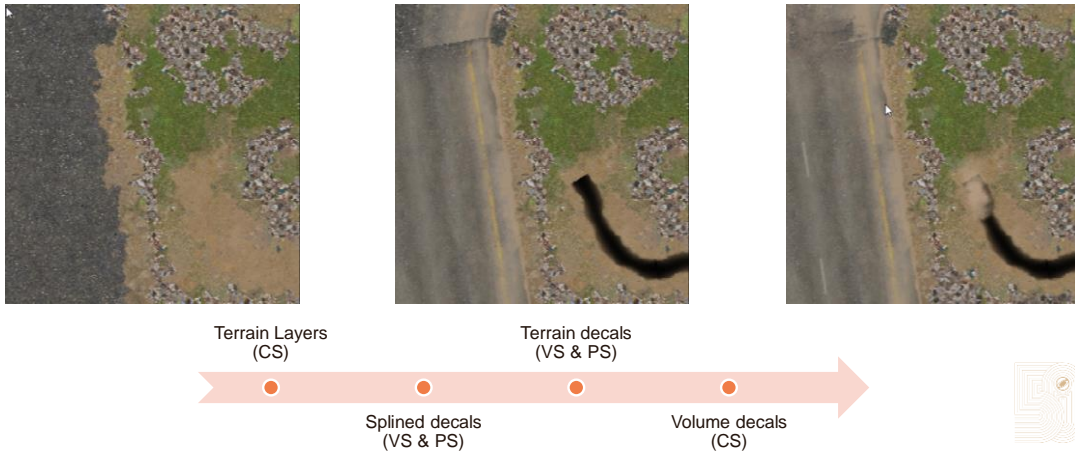 Terrain Layers
(CS)
Terrain decals
(VS & PS)
Splined decals
(VS & PS)
Volume decals
(CS)